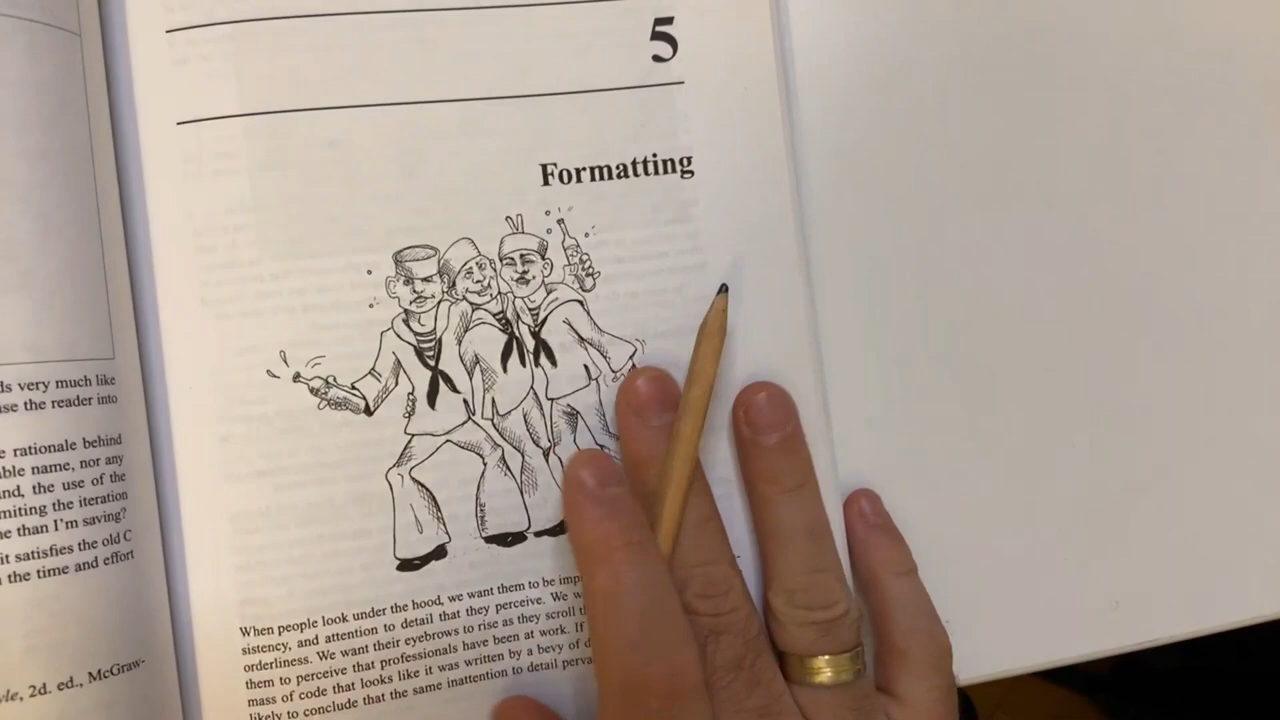 ds very much like
use the reader into
e rationale behind
able name, nor any
and, the use of the
miting the iteration
ne than I'm saving?
it satisfies the old C
the time and effort
yle, 2d. ed., McGraw-
5
Formatting
When people look under the hood, we want them to be imp
sistency, and attention to detail that they perceive. We w
orderliness. We want their eyebrows to rise as they scroll t
them to perceive that professionals have been at work. If
mass of code that looks like it was written by a bevy of d
likely to conclude that the same inattention to detail perva